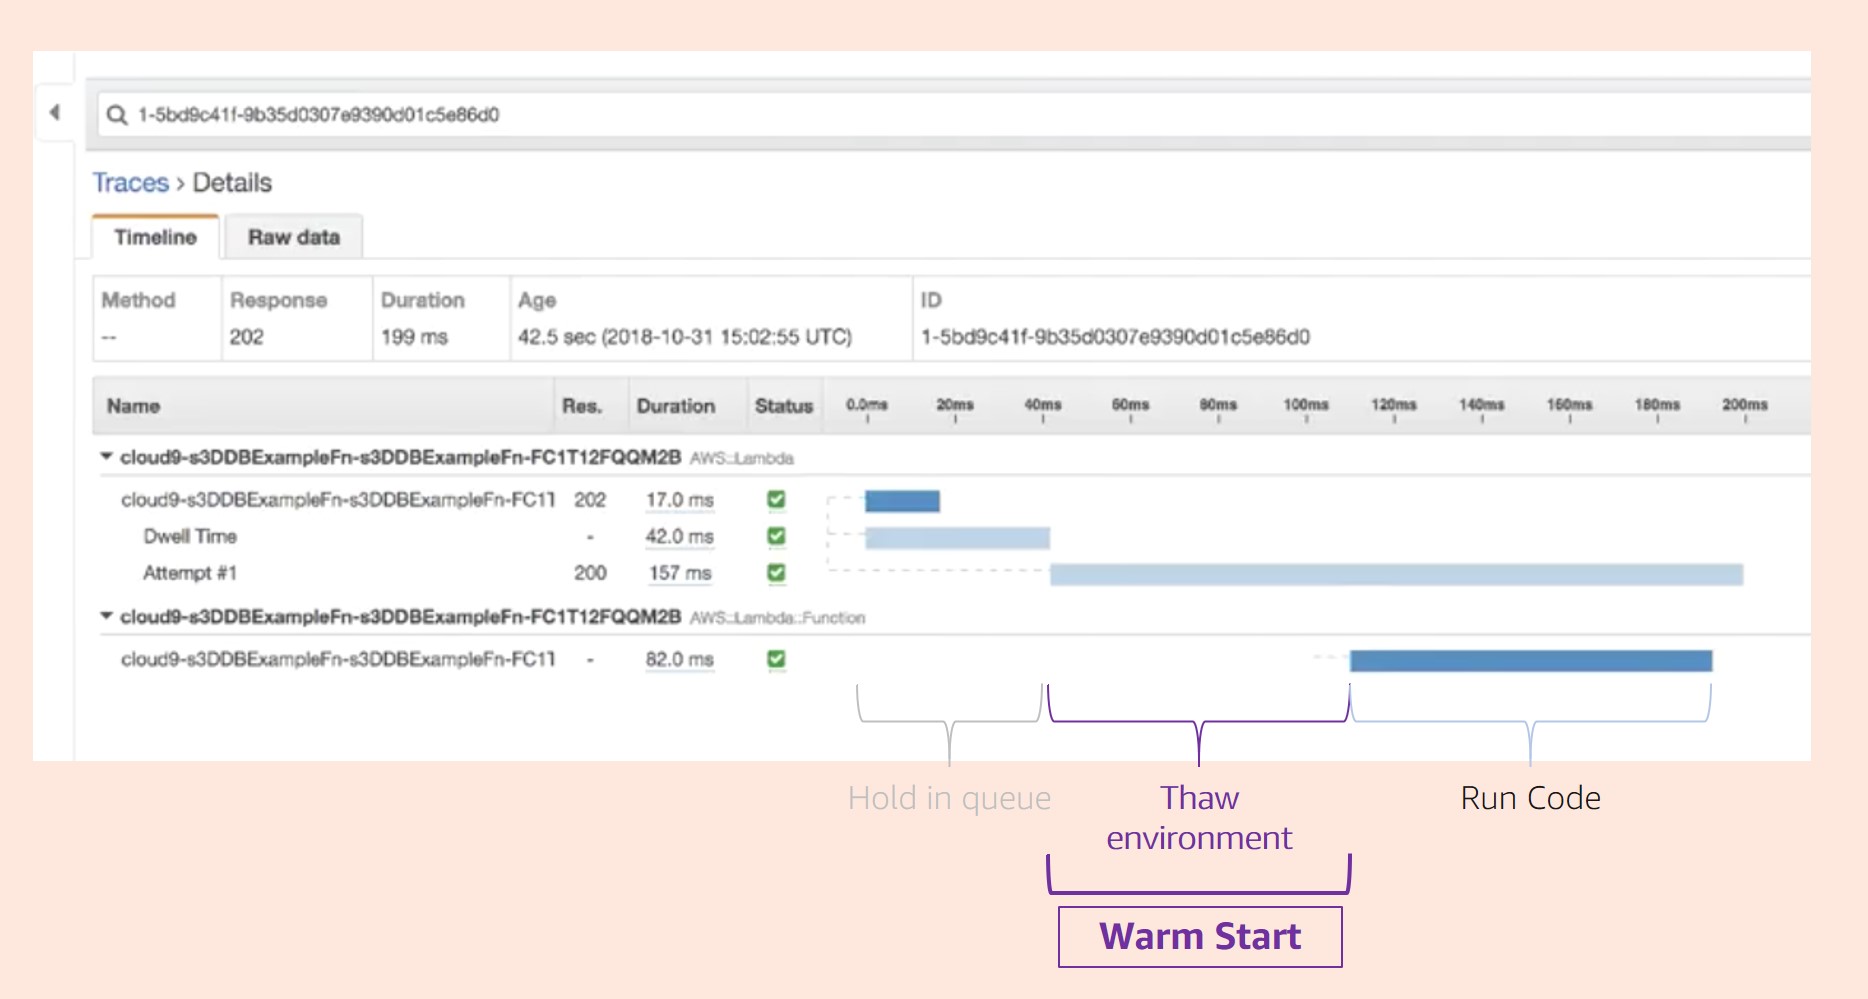 1-5bd9c41f-9b35d0307e9390d01c5e86d0
Traces > Details
Timeline Raw data
Method Response Duration Age ID
-- 202 199 ms 42.5 sec (2018-10-31 15:02:55 UTC) 1-5bd9c41f-9b35d0307e9390d01c5e86d0
Name Res. Duration Status 0.0ms 20ms 40ms 60ms 80ms 100ms 120ms 140ms 160ms 180ms 200ms
cloud9-s3DDBExampleFn-s3DDBExampleFn-FC1T12FQQM2B AWS::Lambda
cloud9-s3DDBExampleFn-s3DDBExampleFn-FC1T 202 17.0 ms
Dwell Time - 42.0 ms
Attempt #1 200 157 ms
cloud9-s3DDBExampleFn-s3DDBExampleFn-FC1T12FQQM2B AWS::Lambda::Function
cloud9-s3DDBExampleFn-s3DDBExampleFn-FC1T - 82.0 ms
Hold in queue Thaw Run Code
environment
Warm Start